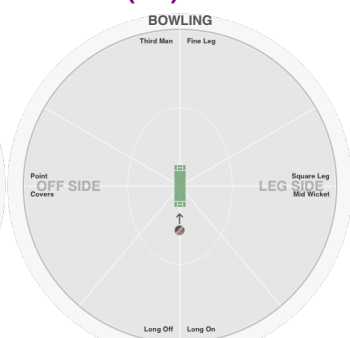 BOWLING
Third Man Fine Leg
Point Square Leg
OFF SIDE LEG SIDE
Covers Mid Wicket
Long Off Long On